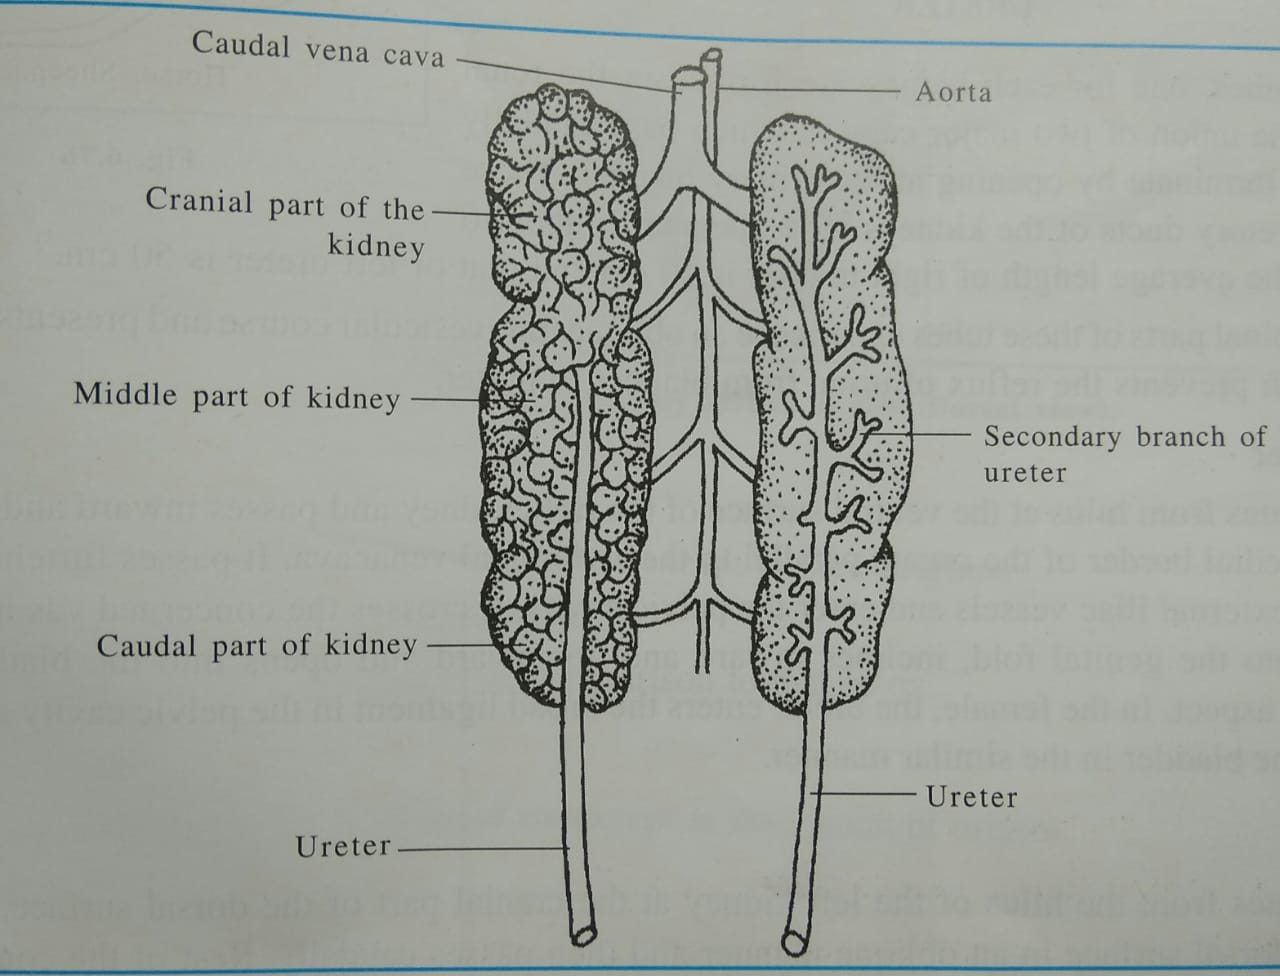 Caudal vena cava
Aorta
Cranial part of the
kidney
Middle part of kidney
Secondary branch of
ureter
Caudal part of kidney
Ureter
Ureter